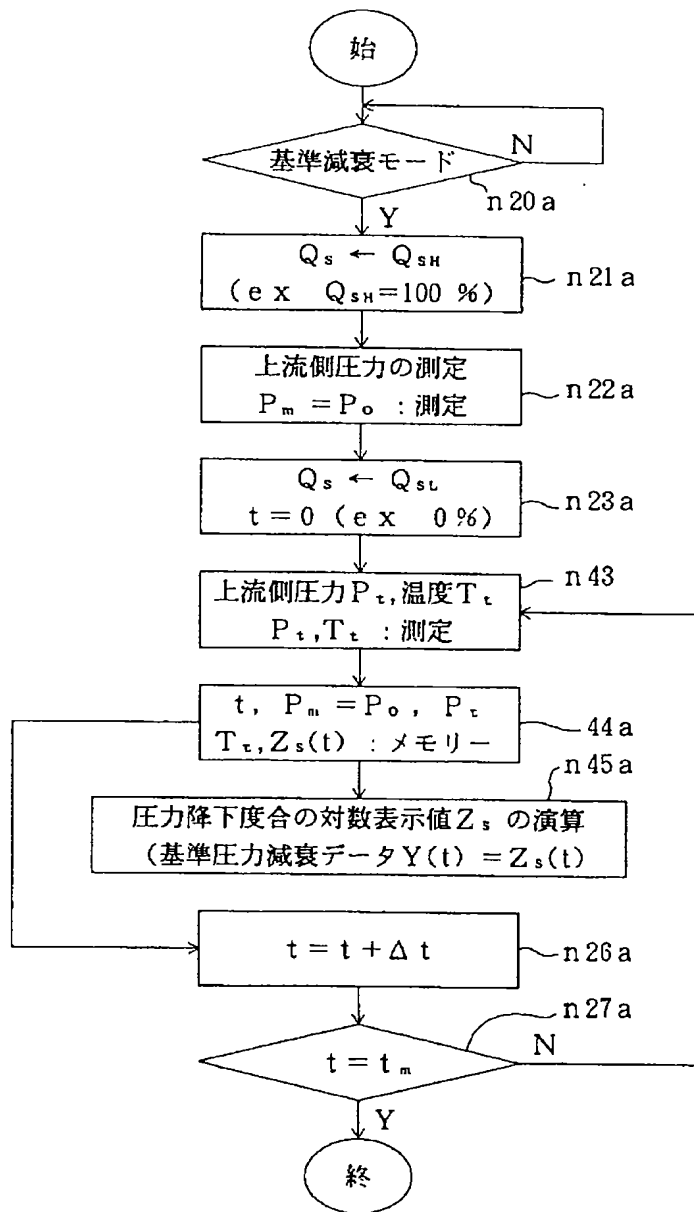 始
基準減衰モード
N
n20a
Y
Qs ← QSH
(ex QSH=100 %)
n21a
上流側圧力の測定
Pm=Po:測定
n22a
Qs ← QSL
t=0 (ex 0%)
n23a
上流側圧力Pt,温度Tt
Pt,Tt :測定
n43
t, Pm=Po, Pt
Tt,Zs(t):メモリー
44a
n45a
圧力降下度合の対数表示値Zs の演算
(基準圧力減衰データY(t)=Zs(t)
t=t+Δt
n26a
n27a
t=tm
N
Y
終